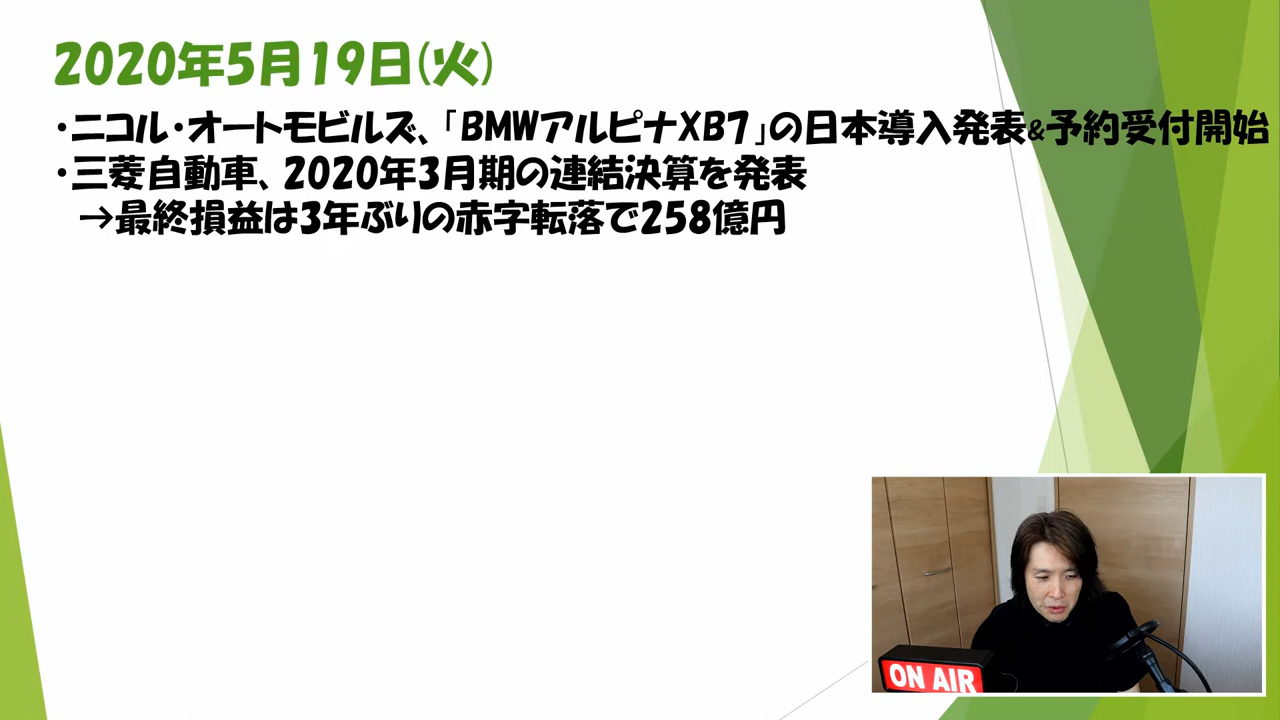 2020年5月19日(火)
・ニコル・オートモビルズ、「BMWアルピナXB7」の日本導入発表&予約受付開始
・三菱自動車、2020年3月期の連結決算を発表
→最終損益は3年ぶりの赤字転落で258億円
ON AIR